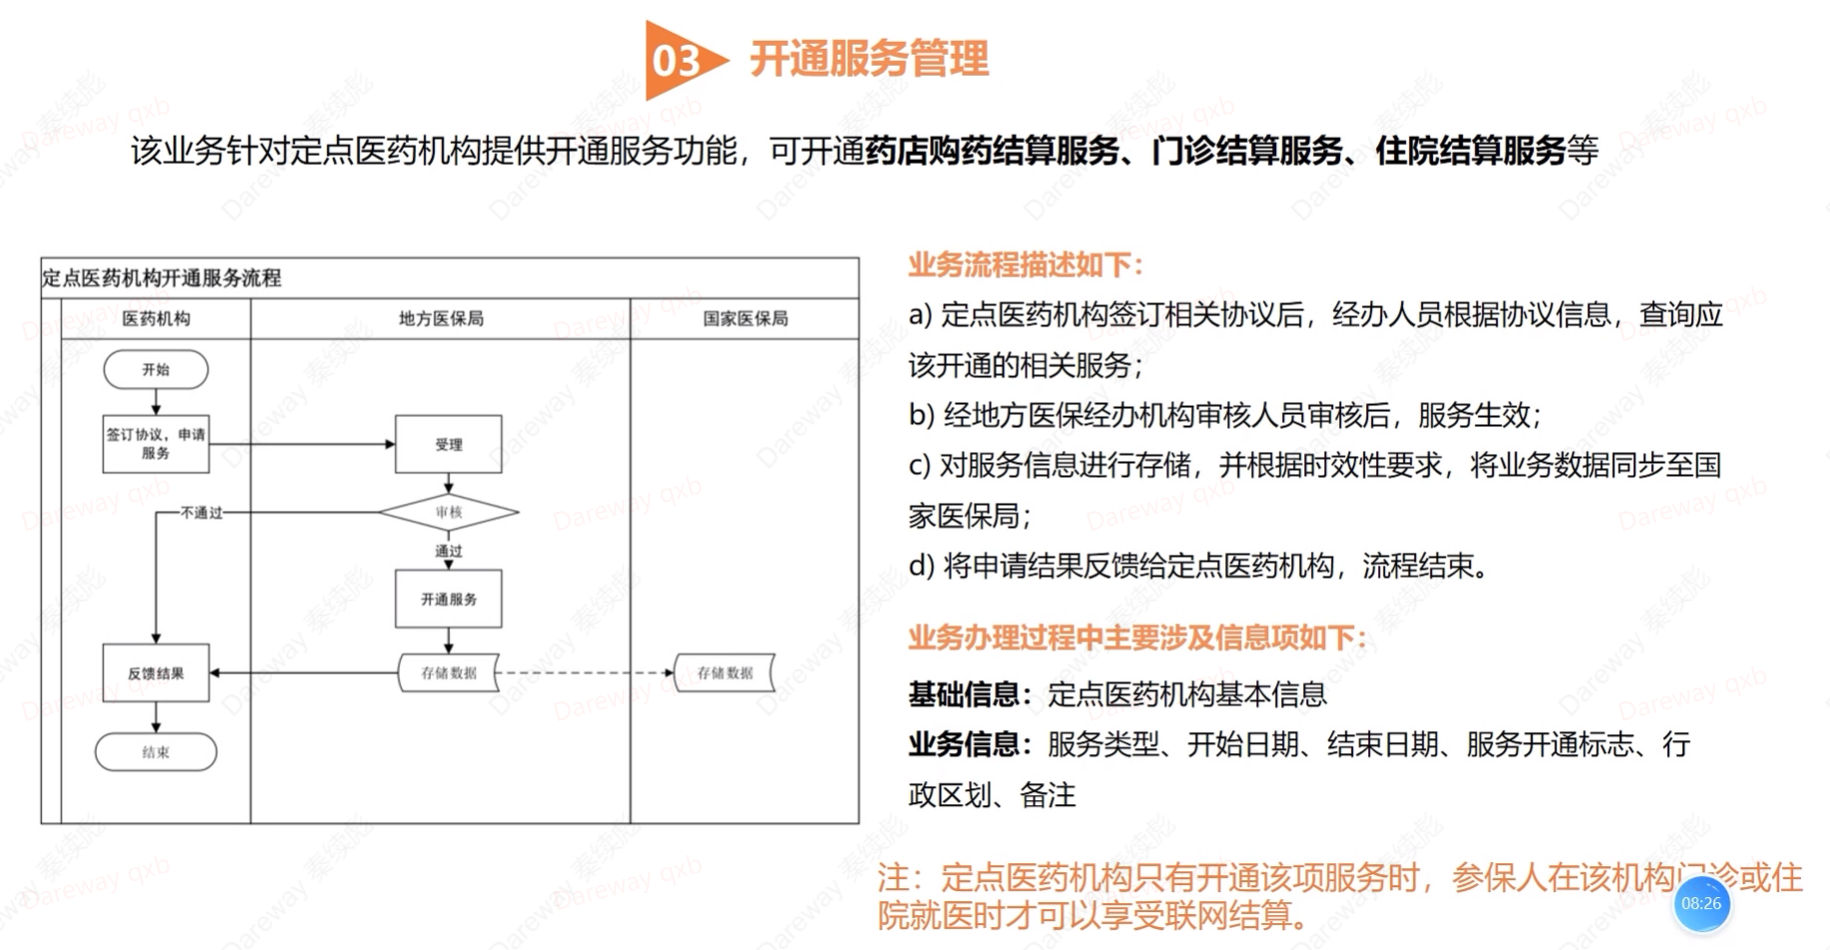 03 开通服务管理
该业务针对定点医药机构提供开通服务功能，可开通药店购药结算服务、门诊结算服务、住院结算服务等
定点医药机构开通服务流程
医药机构 地方医保局 国家医保局
开始
签订协议，申请
服务
受理
不通过
审核
通过
开通服务
反馈结果
存储数据
存储数据
结束
业务流程描述如下：
a) 定点医药机构签订相关协议后，经办人员根据协议信息，查询应
该开通的相关服务；
b) 经地方医保经办机构审核人员审核后，服务生效；
c) 对服务信息进行存储，并根据时效性要求，将业务数据同步至国
家医保局；
d) 将申请结果反馈给定点医药机构，流程结束。
业务办理过程中主要涉及信息项如下：
基础信息：定点医药机构基本信息
业务信息：服务类型、开始日期、结束日期、服务开通标志、行
政区划、备注
注：定点医药机构只有开通该项服务时，参保人在该机构门诊或住
院就医时才可以享受联网结算。
08:26
Dareway 秦续彪
Dareway qxb